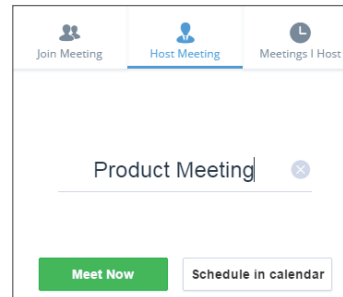 Join Meeting Host Meeting Meetings I Host
Product Meeting
Meet Now Schedule in calendar